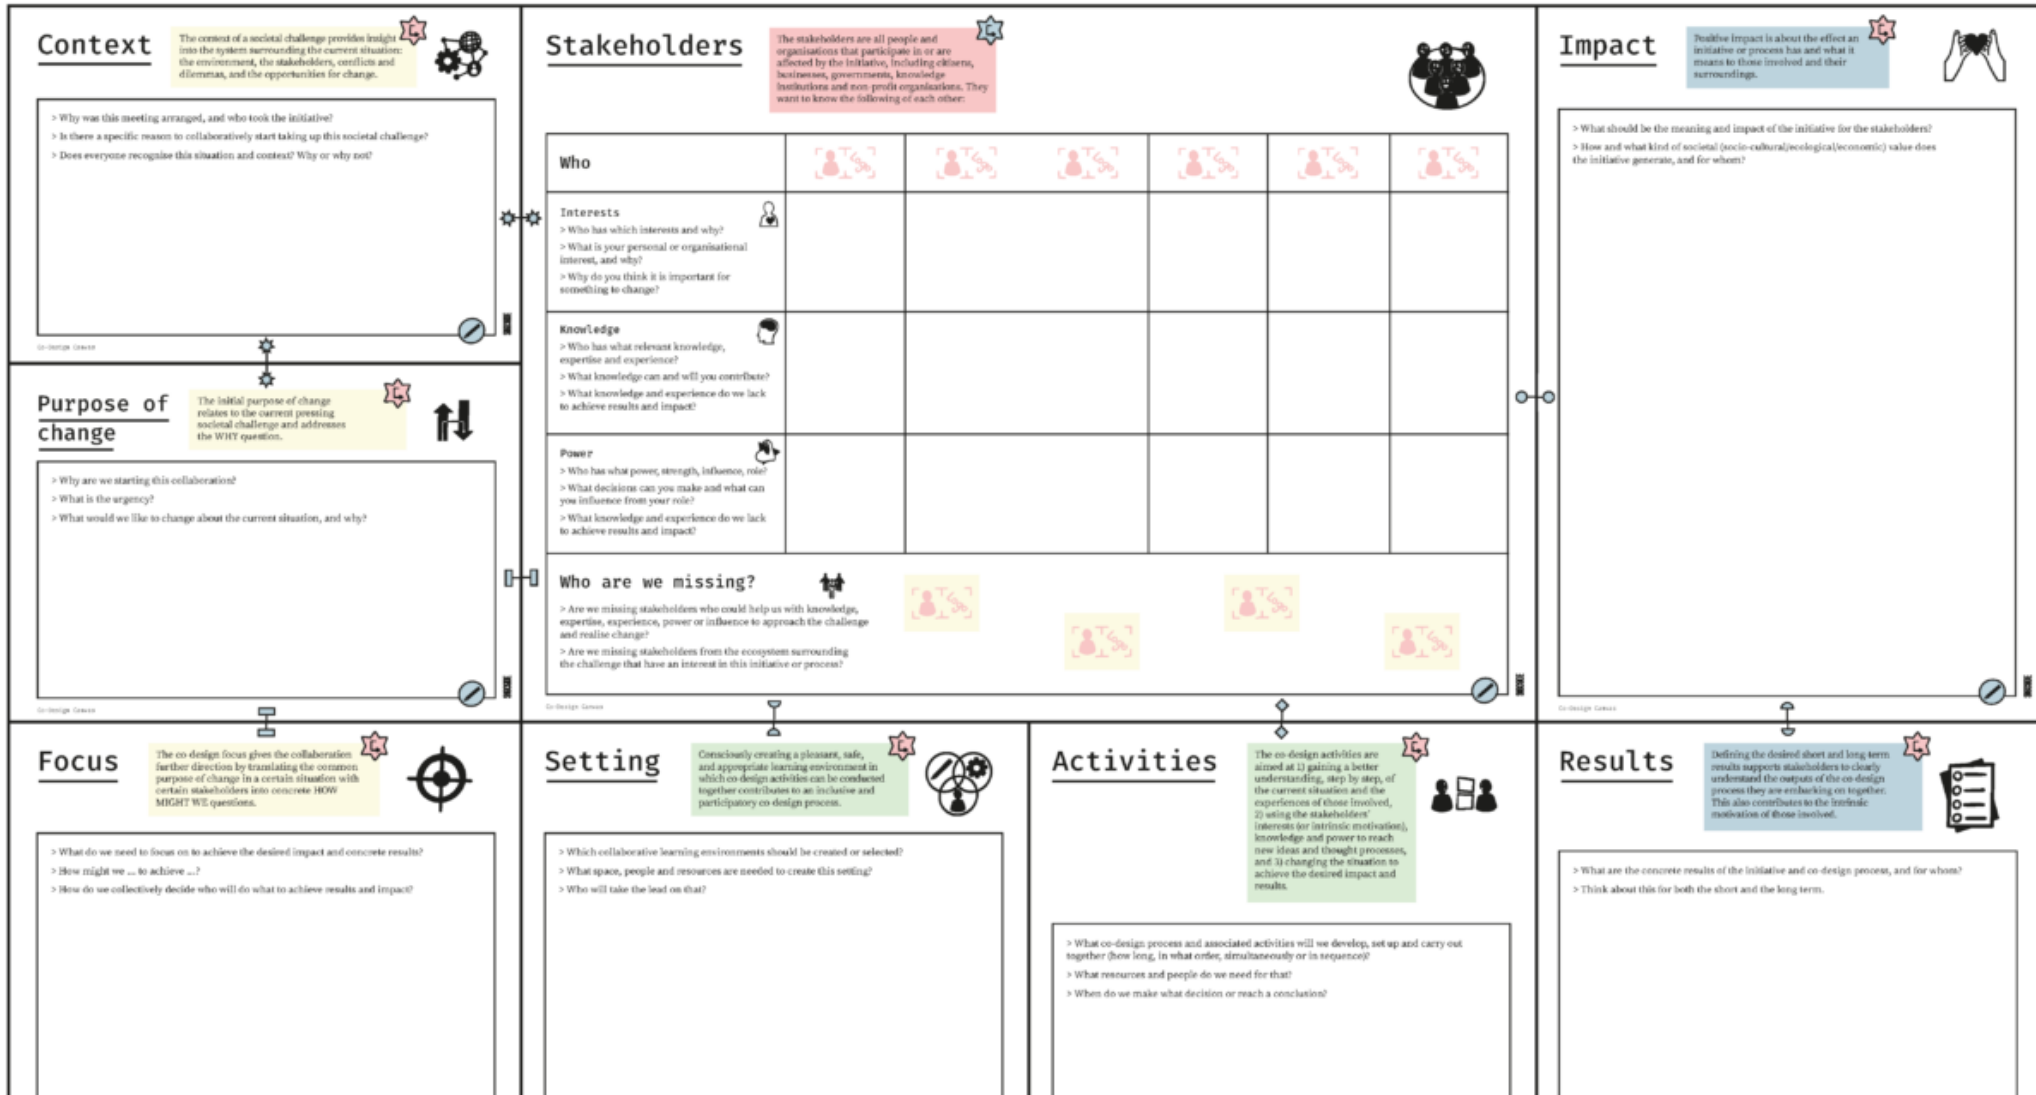 Context
The context of a societal challenge provides insight
into the system surrounding the current situation:
the environment, the stakeholders, conflicts and
dilemmas, and the opportunities for change.
> Why was this meeting arranged, and who took the initiative?
> Is there a specific reason to collaboratively start taking up this societal challenge?
> Does everyone recognize this situation and context? Why or why not?
Co-Design Canvas
Purpose of
change
The initial purpose of change
relates to the current pressing
societal challenge and addresses
the WHY question.
> Why are we starting this collaboration?
> What is the urgency?
> What would we like to change about the current situation, and why?
Co-Design Canvas
Stakeholders
The stakeholders are all people and
organisations that participate in or are
affected by the initiative, including citizens,
businesses, governments, knowledge
institutions and non-profit organisations. They
want to know the following of each other:
Who
Logo
Logo
Logo
Logo
Logo
Logo
Interests
> Who has which interests and why?
> What is your personal or organisational
interest, and why?
> Why do you think it is important for
something to change?
Knowledge
> Who has what relevant knowledge,
expertise and experience?
> What knowledge can and will you contribute?
> What knowledge and experience do we lack
to achieve results and impact?
Power
> Who has what power, strength, influence, role?
> What decisions can you make and what can
you influence from your role?
> What knowledge and experience do we lack
to achieve results and impact?
Who are we missing?
> Are we missing stakeholders who could help us with knowledge,
expertise, experience, power or influence to approach the challenge
and realise change?
> Are we missing stakeholders from the ecosystem surrounding
the challenge that have an interest in this initiative or process?
Logo
Logo
Logo
Logo
Co-Design Canvas
Impact
Positive impact is about the effect an
initiative or process has and what it
means to those involved and their
surroundings.
> What should be the meaning and impact of the initiative for the stakeholders?
> How and what kind of societal (socio-cultural/ecological/economic) value does
the initiative generate, and for whom?
Co-Design Canvas
Focus
The co-design focus gives the collaboration
further direction by translating the common
purpose of change in a certain situation with
certain stakeholders into concrete HOW
MIGHT WE questions.
> What do we need to focus on to achieve the desired impact and concrete results?
> How might we ... to achieve ...?
> How do we collectively decide who will do what to achieve results and impact?
Setting
Consciously creating a pleasant, safe,
and appropriate learning environment in
which co-design activities can be conducted
together contributes to an inclusive and
participatory co-design process.
> Which collaborative learning environments should be created or selected?
> What space, people and resources are needed to create this setting?
> Who will take the lead on that?
Activities
The co-design activities are
aimed at 1) gaining a better
understanding, step by step, of
the current situation and the
experiences of those involved,
2) using the stakeholders'
interests (or intrinsic motivation),
knowledge and power to reach
new ideas and thought processes,
and 3) changing the situation to
achieve the desired impact and
results.
> What co-design process and associated activities will we develop, set up and carry out
together (how long, in what order, simultaneously or in sequence)?
> What resources and people do we need for that?
> When do we make what decision or reach a conclusion?
Results
Defining the desired short and long-term
results supports stakeholders to clearly
understand the outputs of the co-design
process they are embarking on together.
This also contributes to the intrinsic
motivation of those involved.
> What are the concrete results of the initiative and co-design process, and for whom?
> Think about this for both the short and the long term.